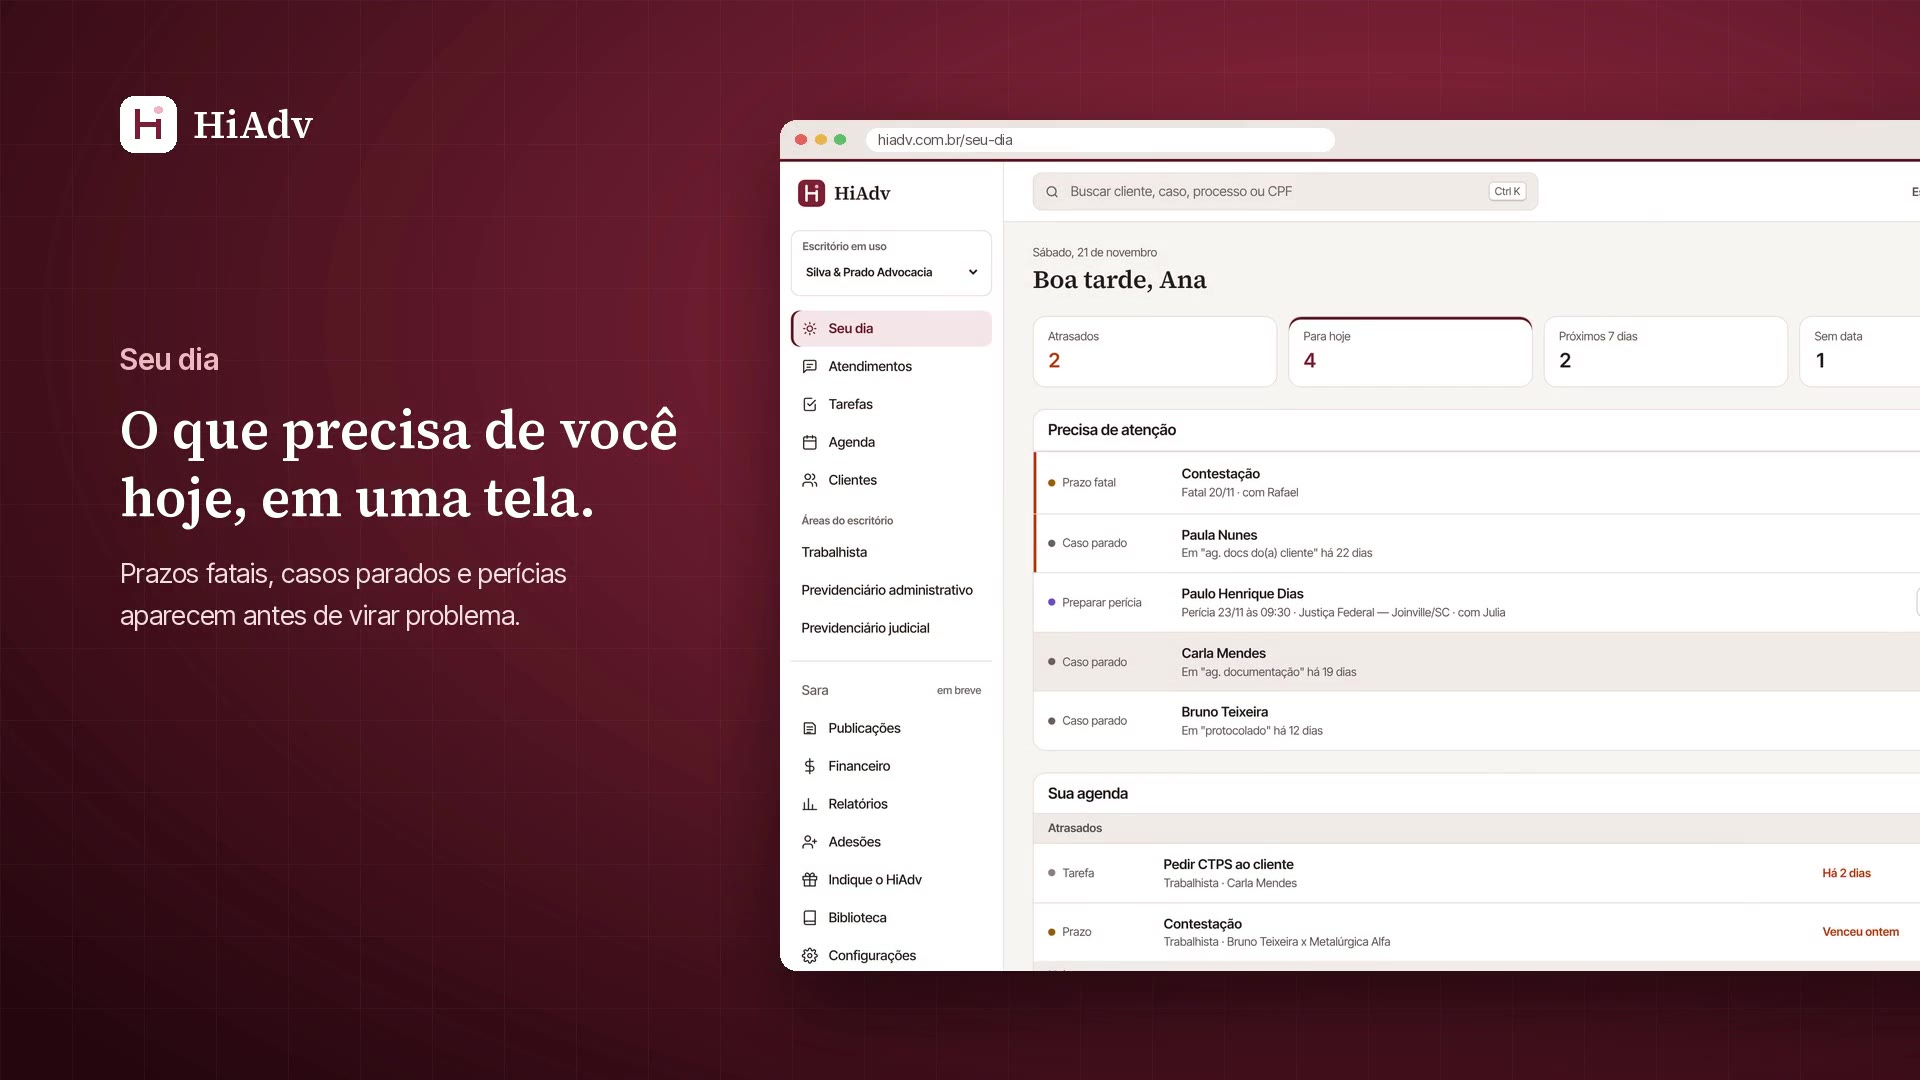 HiAdv
Seu dia
O que precisa de você
hoje, em uma tela.
Prazos fatais, casos parados e perícias
aparecem antes de virar problema.
hiadv.com.br/seu-dia
HiAdv
Escritório em uso
Silva & Prado Advocacia
Seu dia
Atendimentos
Tarefas
Agenda
Clientes
Áreas do escritório
Trabalhista
Previdenciário administrativo
Previdenciário judicial
Sara em breve
Publicações
Financeiro
Relatórios
Adesões
Indique o HiAdv
Biblioteca
Configurações
Buscar cliente, caso, processo ou CPF Ctrl K
Sábado, 21 de novembro
Boa tarde, Ana
Atrasados
2
Para hoje
4
Próximos 7 dias
2
Sem data
1
Precisa de atenção
Prazo fatal
Contestação
Fatal 20/11 · com Rafael
Caso parado
Paula Nunes
Em "ag. docs do(a) cliente" há 22 dias
Preparar perícia
Paulo Henrique Dias
Perícia 23/11 às 09:30 · Justiça Federal — Joinville/SC · com Julia
Caso parado
Carla Mendes
Em "ag. documentação" há 19 dias
Caso parado
Bruno Teixeira
Em "protocolado" há 12 dias
Sua agenda
Atrasados
Tarefa
Pedir CTPS ao cliente
Trabalhista · Carla Mendes
Há 2 dias
Prazo
Contestação
Trabalhista · Bruno Teixeira x Metalúrgica Alfa
Venceu ontem